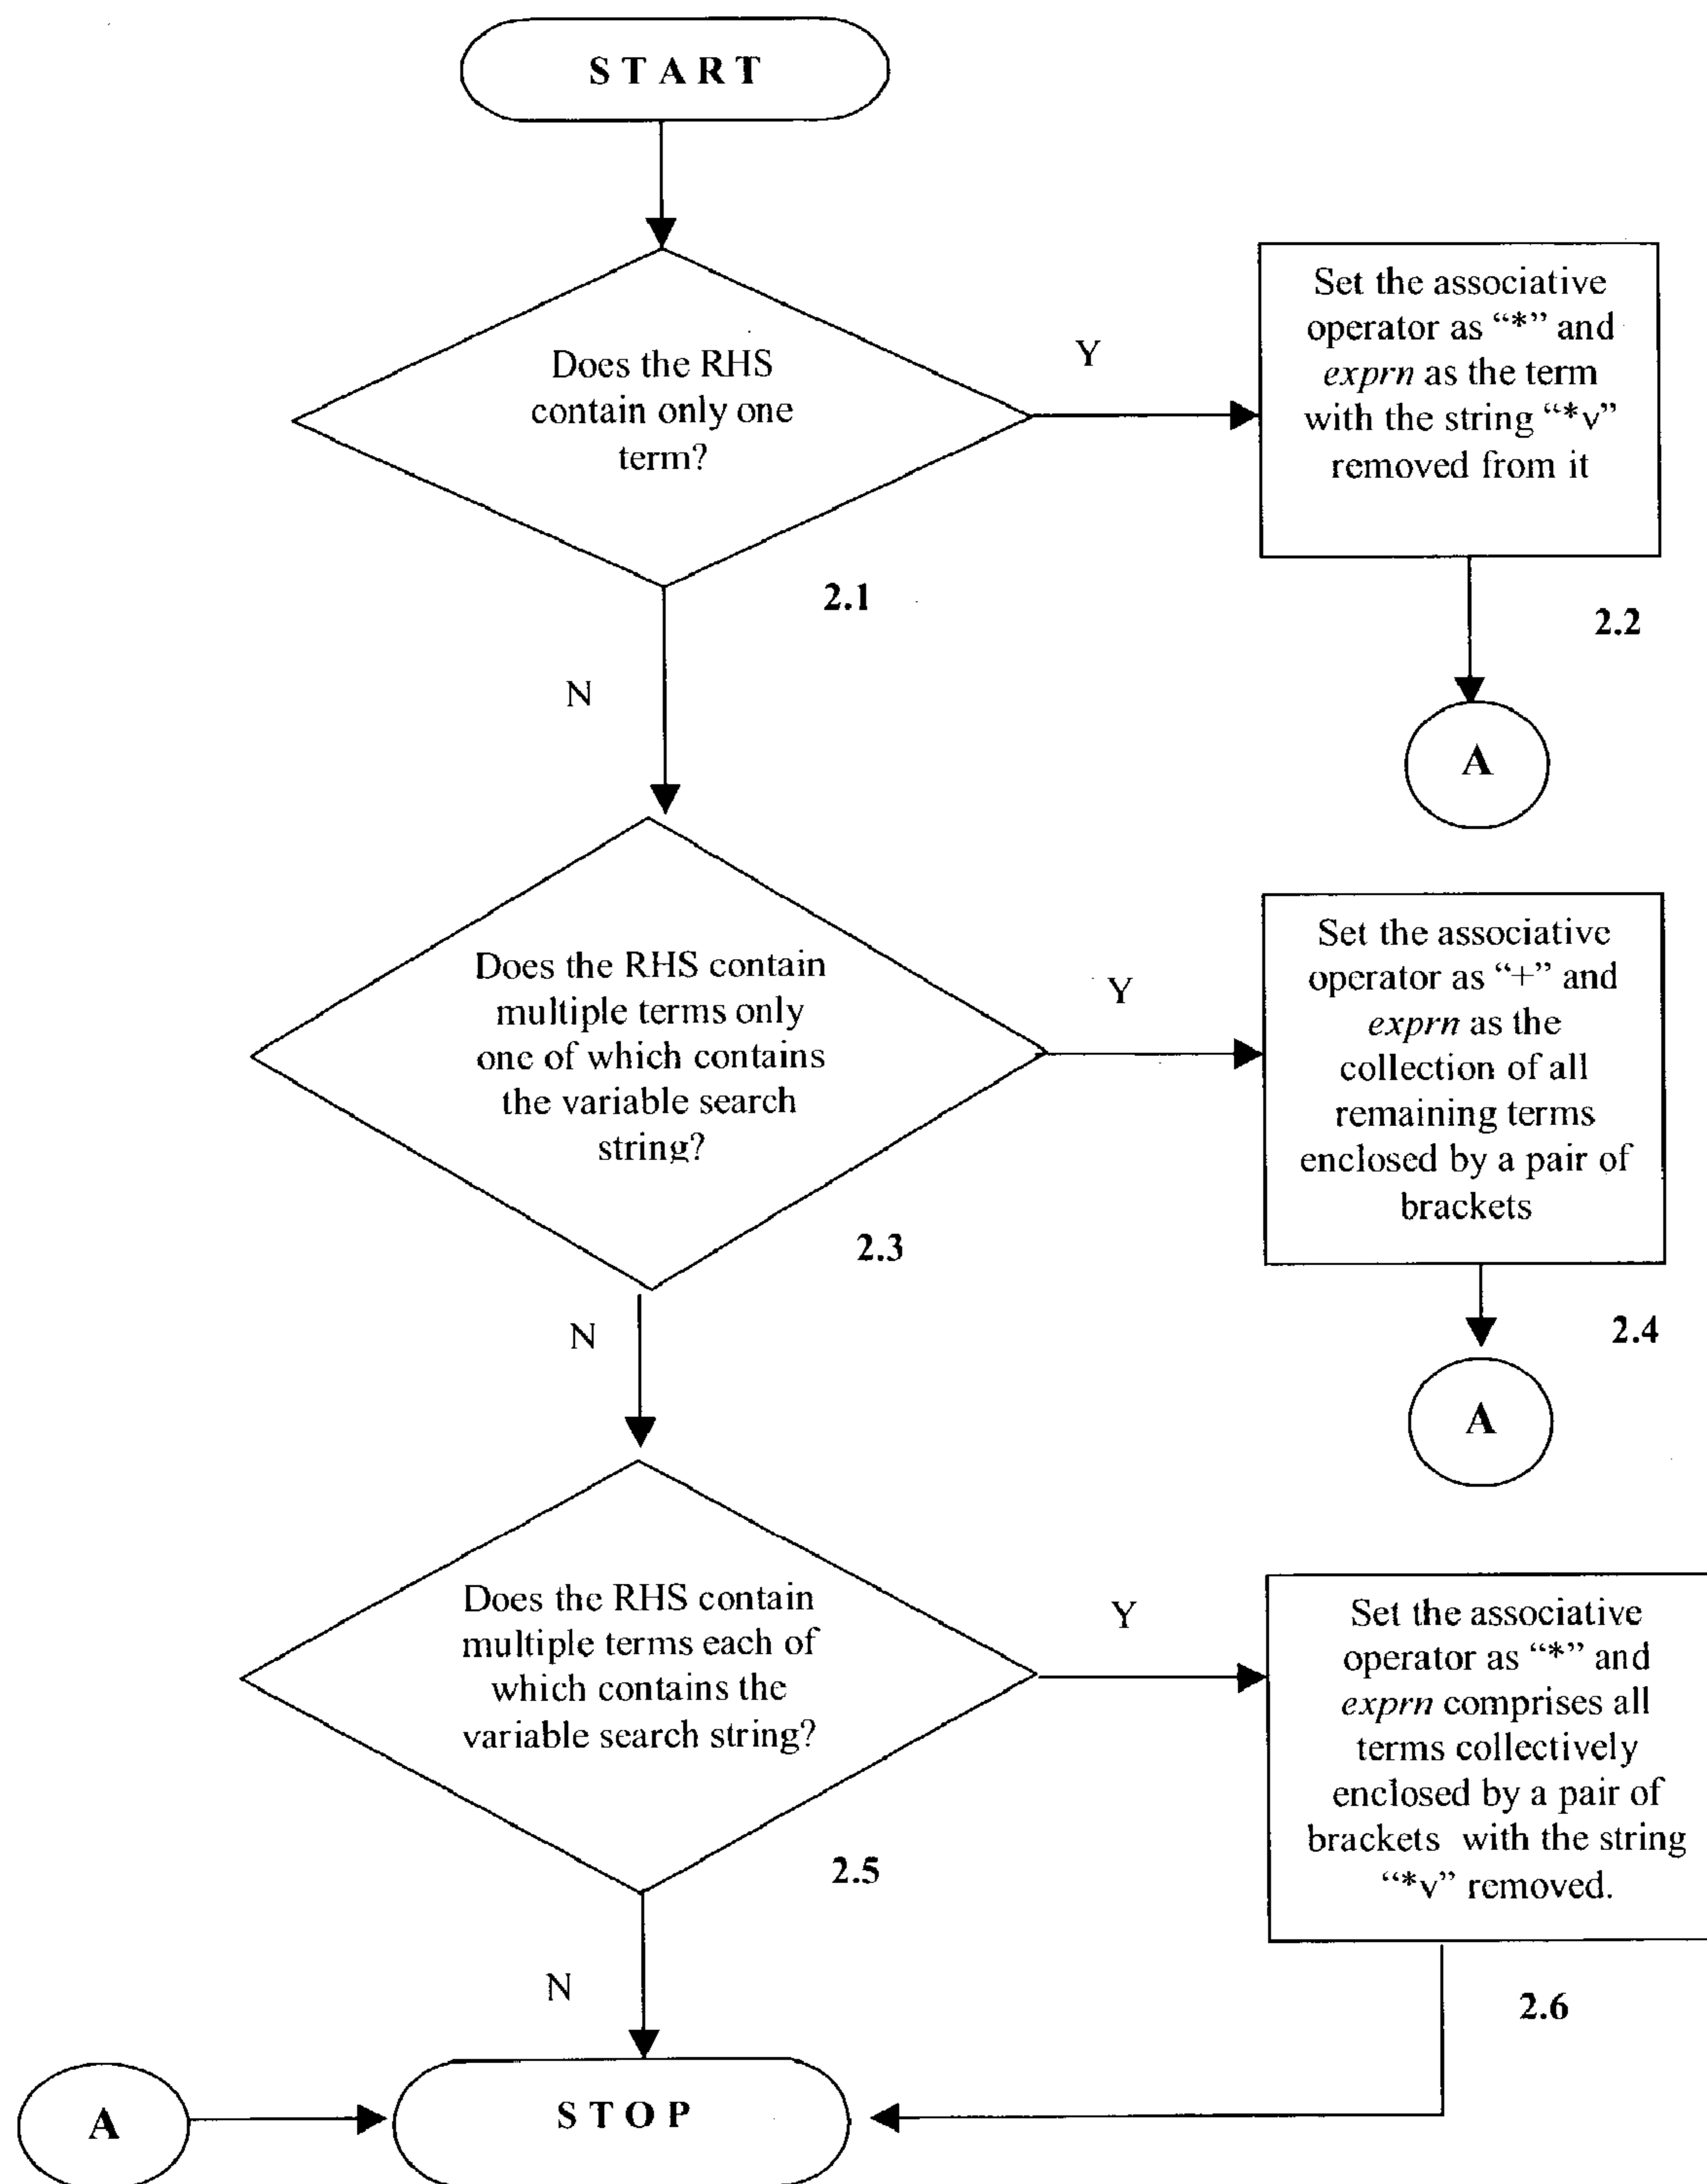 START
Does the RHS
contain only one
term?
Y
Set the associative
operator as “*” and
exprn as the term
with the string “*v”
removed from it
2.1
2.2
N
A
Does the RHS contain
multiple terms only
one of which contains
the variable search
string?
Y
Set the associative
operator as “+” and
exprn as the
collection of all
remaining terms
enclosed by a pair of
brackets
2.3
2.4
N
A
Does the RHS contain
multiple terms each of
which contains the
variable search string?
Y
Set the associative
operator as “*” and
exprn comprises all
terms collectively
enclosed by a pair of
brackets with the string
“*v” removed.
2.5
2.6
N
A
STOP